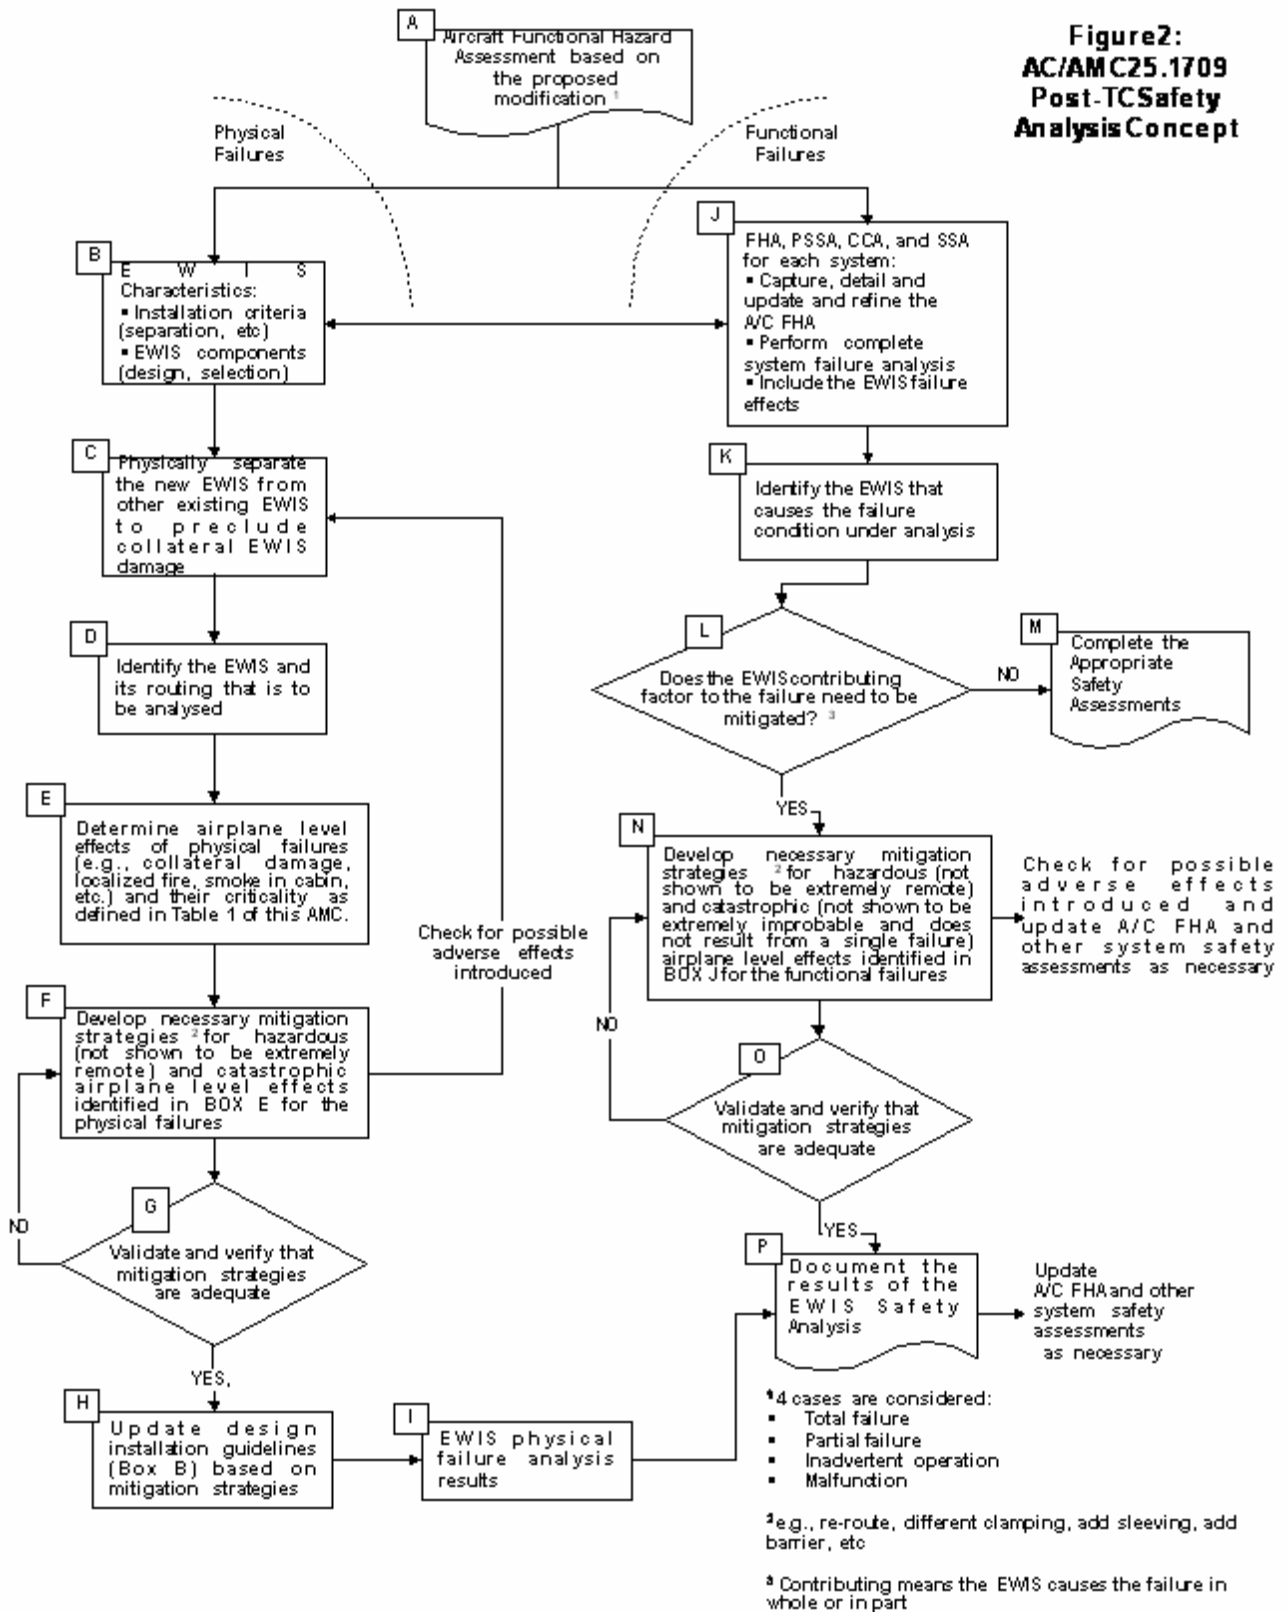 Figure2:
AC/AMC25.1709
Post-TCSafety
AnalysisConcept
A
Aircraft Functional Hazard
Assessment based on
the proposed
modification 1
Physical
Failures
Functional
Failures
B
E W I S
Characteristics:
▪ Installation criteria
(separation, etc)
▪ EWIS components
(design, selection)
J
FHA, PSSA, CCA, and SSA
for each system:
▪ Capture, detail and
update and refine the
A/C FHA
▪ Perform complete
system failure analysis
▪ Include the EWIS failure
effects
C
Physically separate
the new EWIS from
other existing EWIS
to preclude
collateral EWIS
damage
K
Identify the EWIS that
causes the failure
condition under analysis
D
Identify the EWIS and
its routing that is to
be analysed
L
Does the EWIS contributing
factor to the failure need to be
mitigated? 3
NO
M
Complete the
Appropriate
Safety
Assessments
YES
E
Determine airplane level
effects of physical failures
(e.g., collateral damage,
localized fire, smoke in cabin,
etc.) and their criticality as
defined in Table 1 of this AMC.
N
Develop necessary mitigation
strategies 2 for hazardous (not
shown to be extremely remote)
and catastrophic (not shown to be
extremely improbable and does
not result from a single failure)
airplane level effects identified in
BOX J for the functional failures
Check for possible
adverse effects
introduced and
update A/C FHA and
other system safety
assessments as necessary
Check for possible
adverse effects
introduced
F
Develop necessary mitigation
strategies 2 for hazardous
(not shown to be extremely
remote) and catastrophic
airplane level effects
identified in BOX E for the
physical failures
NO
O
Validate and verify that
mitigation strategies
are adequate
G
Validate and verify that
mitigation strategies
are adequate
NO
YES
P
Document the
results of the
EWIS Safety
Analysis
Update
A/C FHA and other
system safety
assessments
as necessary
YES,
H
Update design
installation guidelines
(Box B) based on
mitigation strategies
I
EWIS physical
failure analysis
results
1 4 cases are considered:
▪ Total failure
▪ Partial failure
▪ Inadvertent operation
▪ Malfunction
2 e.g., re-route, different clamping, add sleeving, add
barrier, etc
3 Contributing means the EWIS causes the failure in
whole or in part